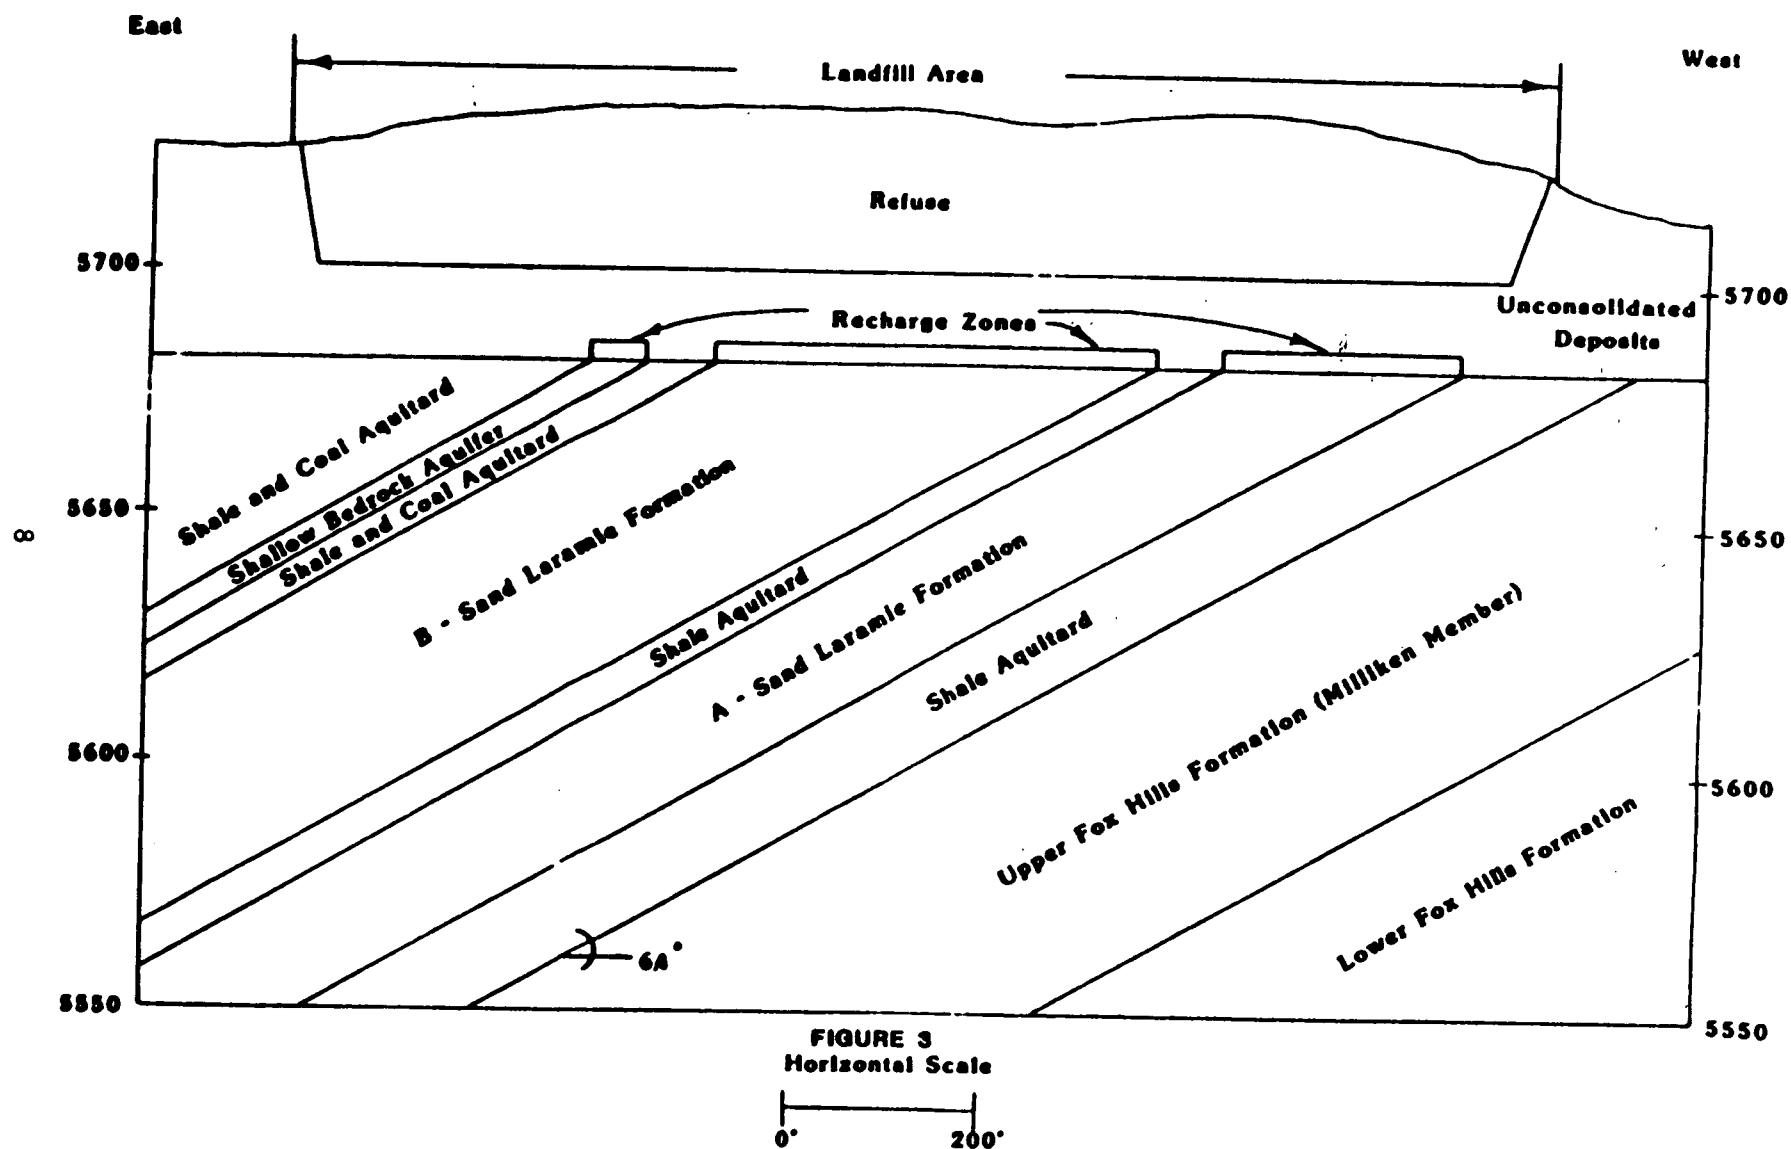 East
West
Landfill Area
Refuse
5700
5700
Unconsolidated
Deposits
Recharge Zones
Shale and Coal Aquitard
Shallow Bedrock Aquifer
Shale and Coal Aquitard
B - Sand Laramie Formation
Shale Aquitard
A - Sand Laramie Formation
Shale Aquitard
Upper Fox Hills Formation (Milliken Member)
Lower Fox Hills Formation
5650
5650
8
5600
5600
5550
5550
FIGURE 3
Horizontal Scale
0'
200'